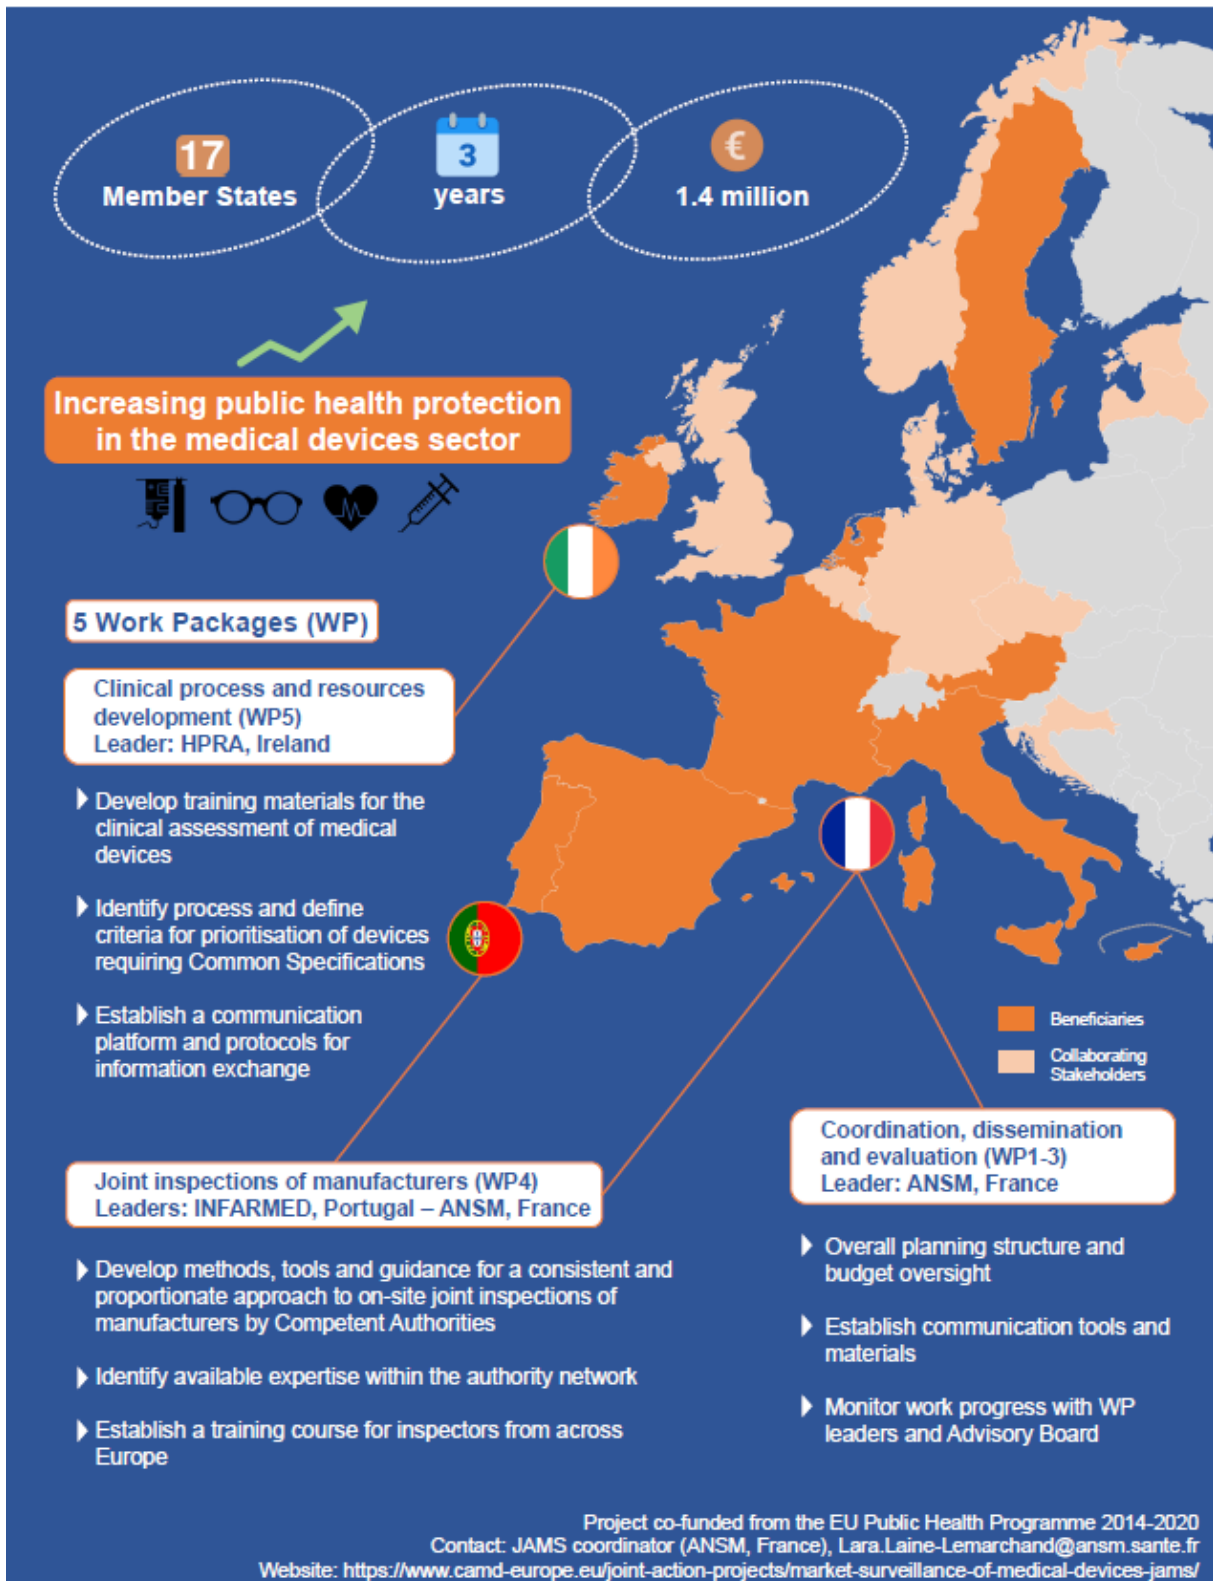 17
Member States
3
years
€
1.4 million
Increasing public health protection
in the medical devices sector
5 Work Packages (WP)
Clinical process and resources
development (WP5)
Leader: HPRA, Ireland
Develop training materials for the
clinical assessment of medical
devices
Identify process and define
criteria for prioritisation of devices
requiring Common Specifications
Establish a communication
platform and protocols for
information exchange
Beneficiaries
Collaborating
Stakeholders
Joint inspections of manufacturers (WP4)
Leaders: INFARMED, Portugal – ANSM, France
Develop methods, tools and guidance for a consistent and
proportionate approach to on-site joint inspections of
manufacturers by Competent Authorities
Identify available expertise within the authority network
Establish a training course for inspectors from across
Europe
Coordination, dissemination
and evaluation (WP1-3)
Leader: ANSM, France
Overall planning structure and
budget oversight
Establish communication tools and
materials
Monitor work progress with WP
leaders and Advisory Board
Project co-funded from the EU Public Health Programme 2014-2020
Contact: JAMS coordinator (ANSM, France), Lara.Laine-Lemarchand@ansm.sante.fr
Website: https://www.camd-europe.eu/joint-action-projects/market-surveillance-of-medical-devices-jams/